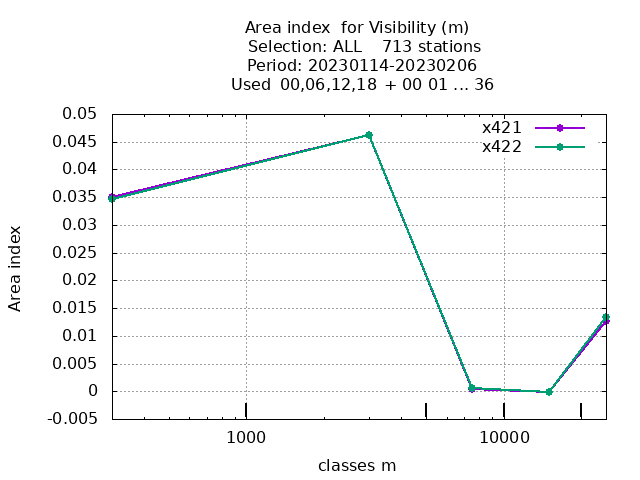 Area index  for Visibility (m)
Selection: ALL    713 stations
Period: 20230114-20230206
Used  00,06,12,18  + 00 01 ... 36
x421
x422
0.05
0.045
0.04
0.035
0.03
0.025
0.02
0.015
0.01
0.005
0
-0.005
Area index
1000
10000
classes m